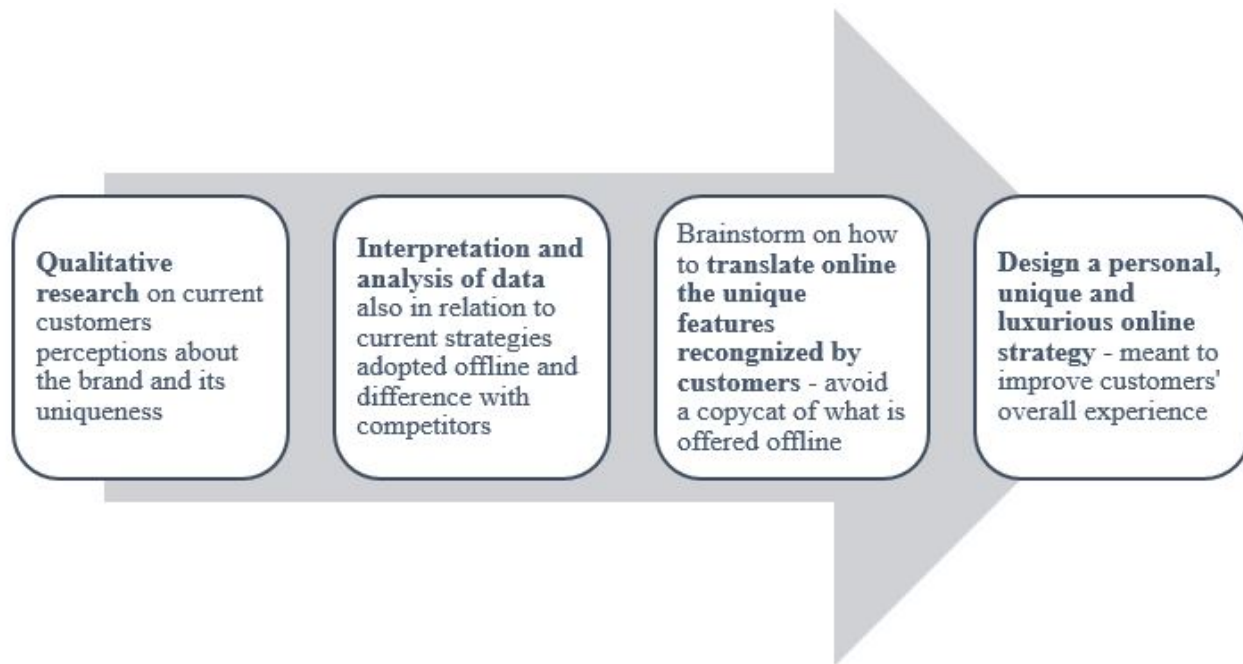 Qualitative
research on current
customers
perceptions about
the brand and its
uniqueness
Interpretation and
analysis of data
also in relation to
current strategies
adopted offline and
difference with
competitors
Brainstorm on how
to translate online
the unique
features
recongnized by
customers - avoid
a copycat of what is
offered offline
Design a personal,
unique and
luxurious online
strategy - meant to
improve customers'
overall experience